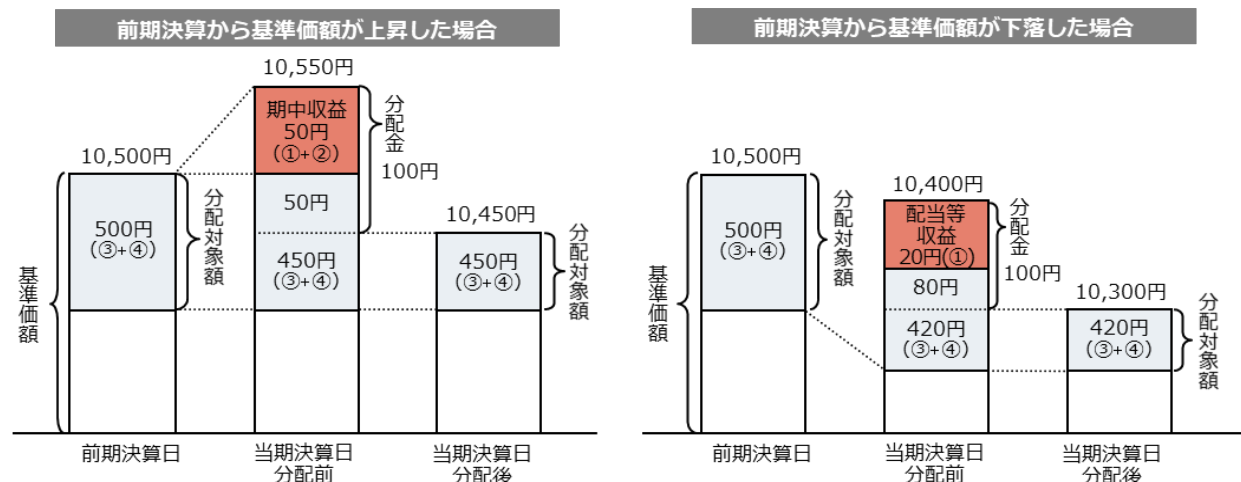 前期決算から基準価額が上昇した場合
10,550円
期中収益
50円
(①+②)
分配金
100円
10,500円
500円
(③+④)
分配対象額
50円
450円
(③+④)
10,450円
450円
(③+④)
分配対象額
基準価額
前期決算日
当期決算日
分配前
当期決算日
分配後
前期決算から基準価額が下落した場合
10,500円
500円
(③+④)
分配対象額
10,400円
配当等
収益
20円(①)
分配金
100円
80円
420円
(③+④)
10,300円
420円
(③+④)
分配対象額
基準価額
前期決算日
当期決算日
分配前
当期決算日
分配後